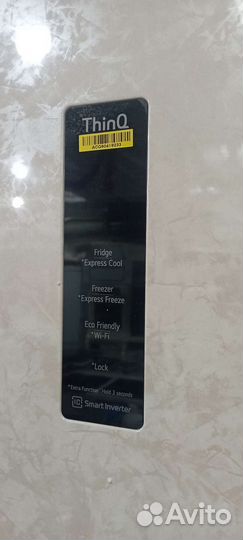 ThinQ
ACQ90419233
Fridge
*Express Cool
Freezer
*Express Freeze
Eco Friendly
*Wi-Fi
*Lock
*Extra Function : Hold 3 seconds
Smart Inverter
Avito